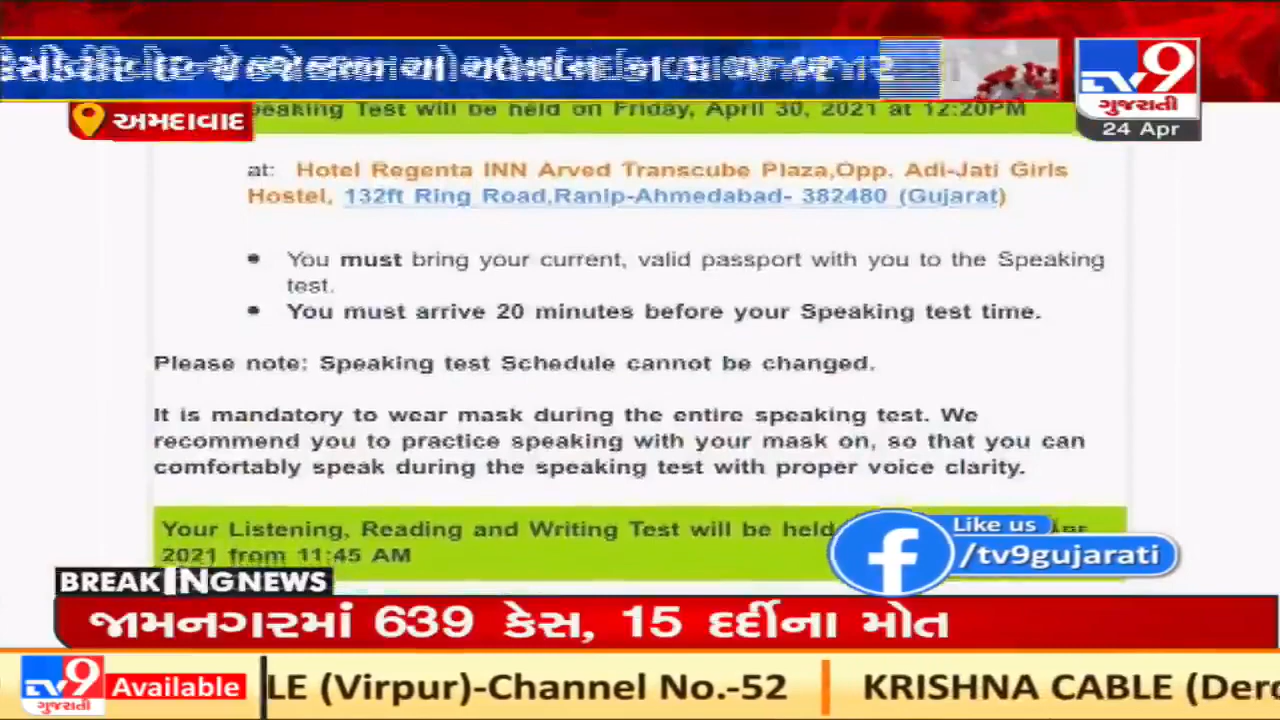 tv9
ગુજરાતી
24 Apr
અમદાવાદ
peaking Test will be held on Friday, April 30, 2021 at 12:20PM
at: Hotel Regenta INN Arved Transcube Plaza,Opp. Adi-Jati Girls
Hostel, 132ft Ring Road,Ranip-Ahmedabad- 382480 (Gujarat)
You must bring your current, valid passport with you to the Speaking
test.
You must arrive 20 minutes before your Speaking test time.
Please note: Speaking test Schedule cannot be changed.
It is mandatory to wear mask during the entire speaking test. We
recommend you to practice speaking with your mask on, so that you can
comfortably speak during the speaking test with proper voice clarity.
Your Listening, Reading and Writing Test will be held
2021 from 11:45 AM
Like us
/tv9gujarati
BREAKING NEWS
જામનગરમાં 639 કેસ, 15 દર્દીના મોત
tv9
ગુજરાતી
Available
LE (Virpur)-Channel No.-52
KRISHNA CABLE (Dero